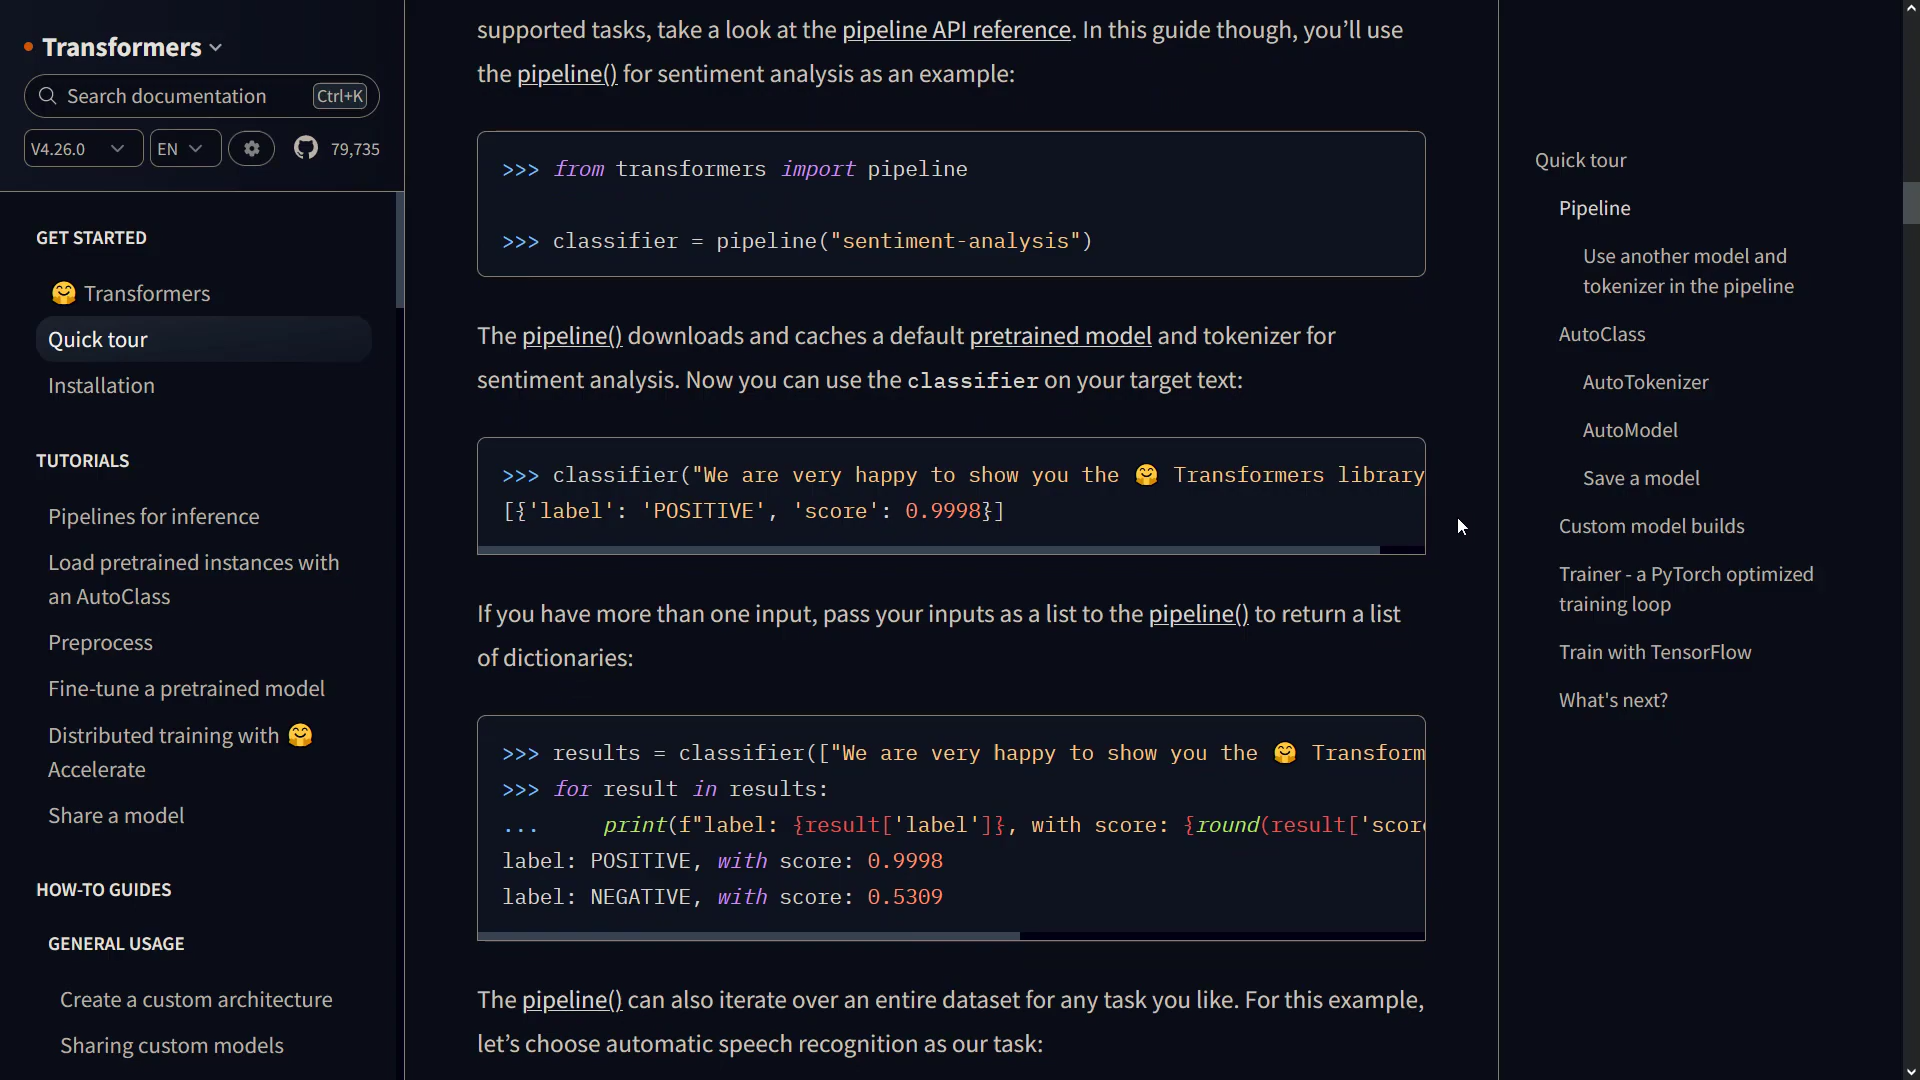 Transformers
Search documentation Ctrl+K
V4.26.0 EN 79,735
GET STARTED
🤗 Transformers
Quick tour
Installation
TUTORIALS
Pipelines for inference
Load pretrained instances with
an AutoClass
Preprocess
Fine-tune a pretrained model
Distributed training with 🤗
Accelerate
Share a model
HOW-TO GUIDES
GENERAL USAGE
Create a custom architecture
Sharing custom models
supported tasks, take a look at the pipeline API reference. In this guide though, you’ll use
the pipeline() for sentiment analysis as an example:
>>> from transformers import pipeline
>>> classifier = pipeline("sentiment-analysis")
The pipeline() downloads and caches a default pretrained model and tokenizer for
sentiment analysis. Now you can use the classifier on your target text:
>>> classifier("We are very happy to show you the 🤗 Transformers library
[{'label': 'POSITIVE', 'score': 0.9998}]
If you have more than one input, pass your inputs as a list to the pipeline() to return a list
of dictionaries:
>>> results = classifier(["We are very happy to show you the 🤗 Transform
>>> for result in results:
...     print(f"label: {result['label']}, with score: {round(result['scor
label: POSITIVE, with score: 0.9998
label: NEGATIVE, with score: 0.5309
The pipeline() can also iterate over an entire dataset for any task you like. For this example,
let’s choose automatic speech recognition as our task:
Quick tour
Pipeline
Use another model and
tokenizer in the pipeline
AutoClass
AutoTokenizer
AutoModel
Save a model
Custom model builds
Trainer - a PyTorch optimized
training loop
Train with TensorFlow
What's next?